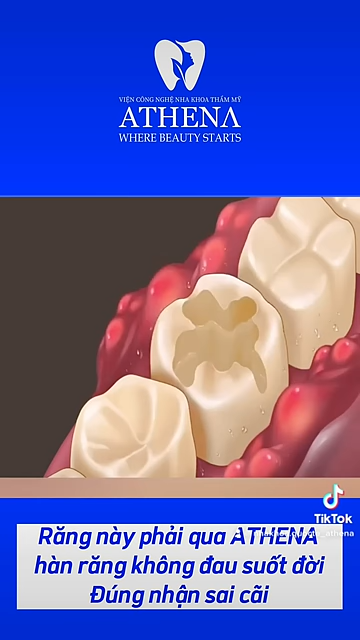 VIỆN CÔNG NGHỆ NHA KHOA THẨM MỸ
ATHENA
WHERE BEAUTY STARTS
TikTok
Răng này phải qua ATHENA
hàn răng không đau suốt đời
Đúng nhận sai cãi